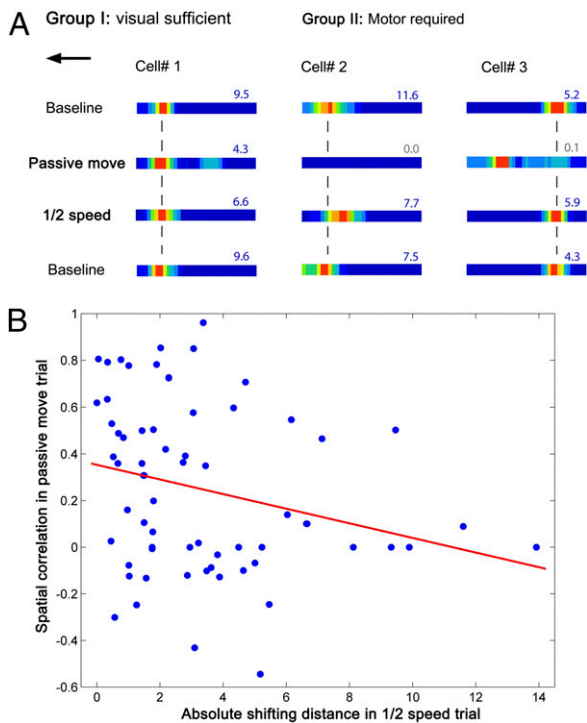 A
Group I: visual sufficient
Group II: Motor required
Cell# 1
Cell# 2
Cell# 3
Baseline
9.5
11.6
5.2
Passive move
4.3
0.0
0.1
1/2 speed
6.6
7.7
5.9
Baseline
9.6
7.5
4.3
B
Spatial correlation in passive move trial
1
0.8
0.6
0.4
0.2
0
-0.2
-0.4
-0.6
0
2
4
6
8
10
12
14
Absolute shifting distance in 1/2 speed trial